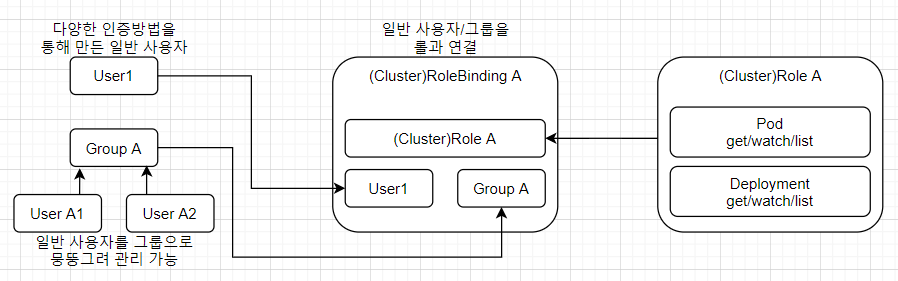 다양한 인증방법을
통해 만든 일반 사용자
User1
Group A
User A1
User A2
일반 사용자를 그룹으로
뭉뚱그려 관리 가능
일반 사용자/그룹을
롤과 연결
(Cluster)RoleBinding A
(Cluster)Role A
User1
Group A
(Cluster)Role A
Pod
get/watch/list
Deployment
get/watch/list